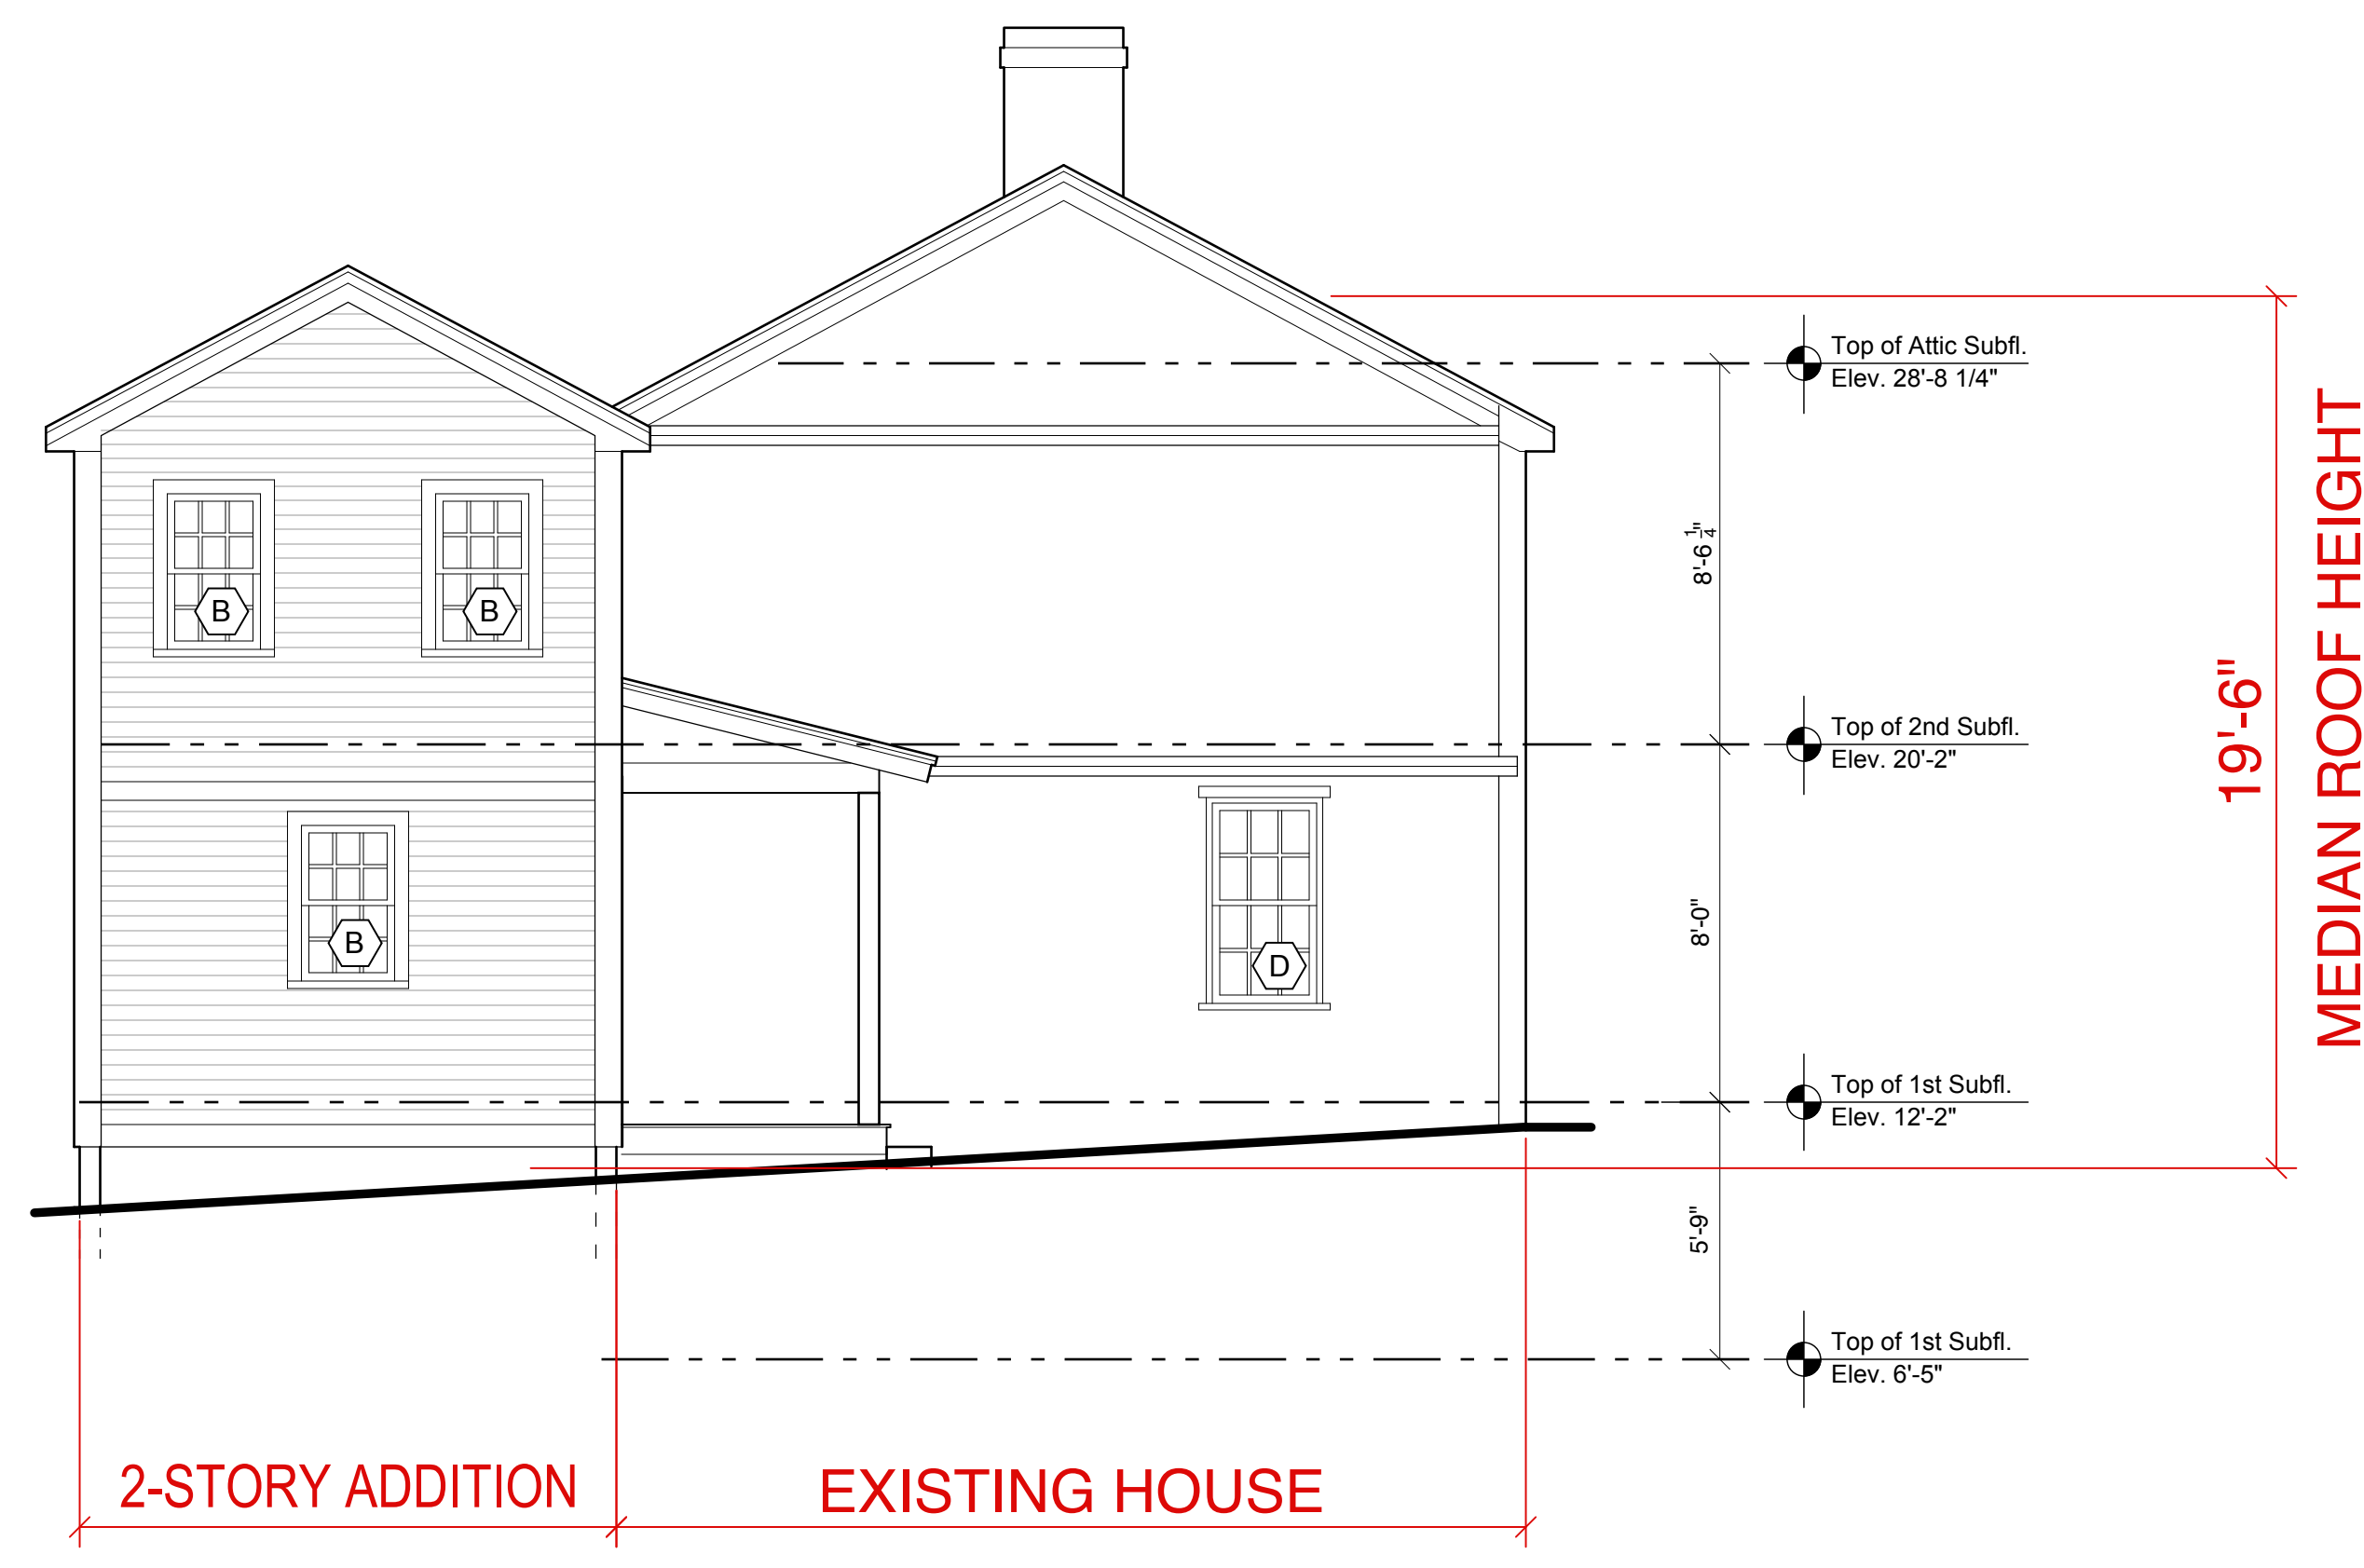 Top of Attic Subfl.
Elev. 28'-8 1/4"
8'-6 1/4"
B
B
Top of 2nd Subfl.
Elev. 20'-2"
19'-6"
MEDIAN ROOF HEIGHT
8'-0"
B
D
Top of 1st Subfl.
Elev. 12'-2"
5'-9"
Top of 1st Subfl.
Elev. 6'-5"
2-STORY ADDITION
EXISTING HOUSE